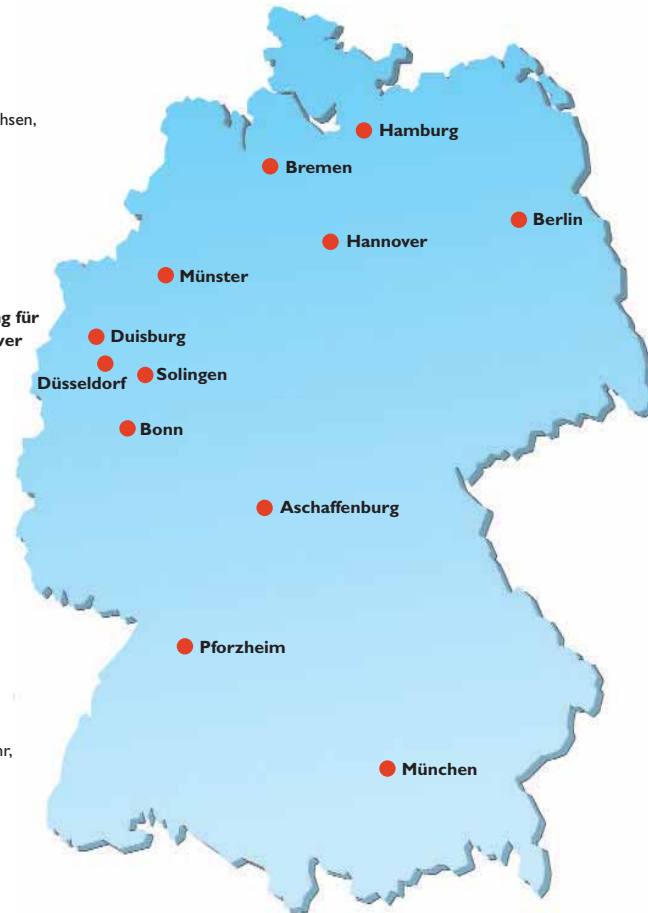 hsen,
Hamburg
Bremen
Berlin
Hannover
Münster
g für
Duisburg
ver
Düsseldorf
Solingen
Bonn
Aschaffenburg
Pforzheim
hr,
München